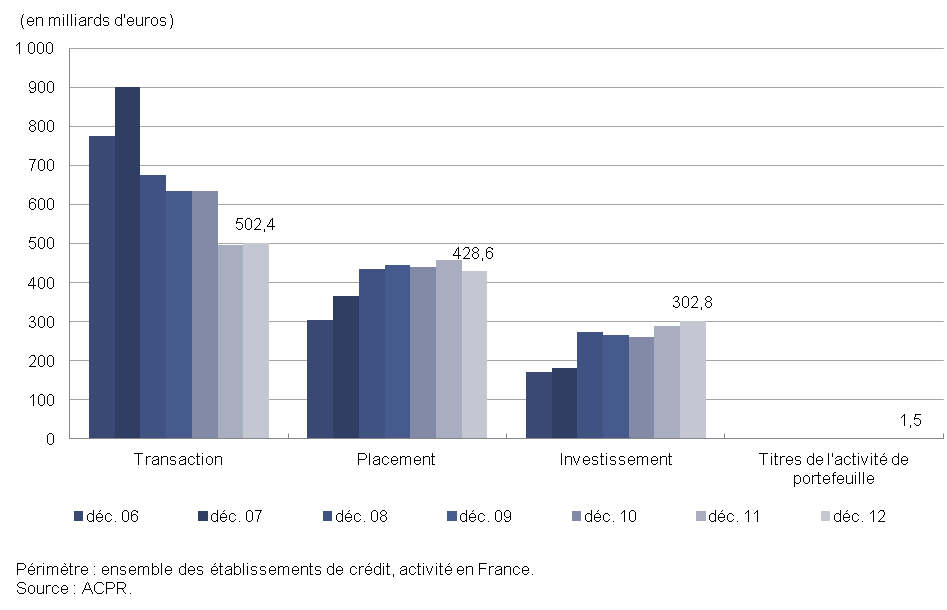 (en milliards d'euros)
1 000
900
800
700
600
500
400
300
200
100
0
502,4
428,6
302,8
1,5
Transaction
Placement
Investissement
Titres de l'activité de
portefeuille
déc. 06
déc. 07
déc. 08
déc. 09
déc. 10
déc. 11
déc. 12
Périmètre : ensemble des établissements de crédit, activité en France.
Source : ACPR.